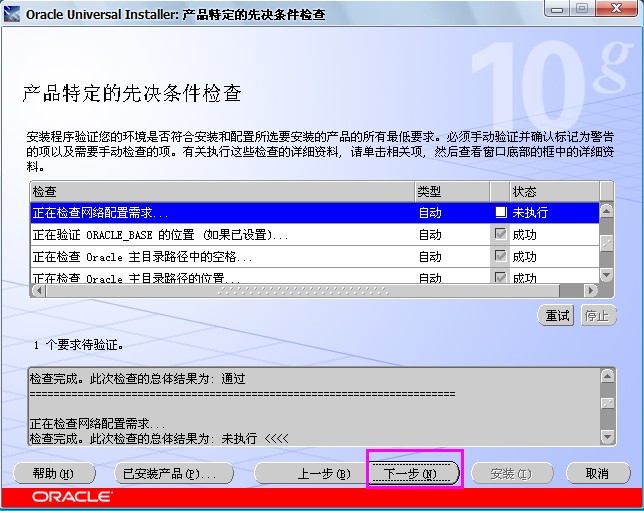 Oracle Universal Installer: 产品特定的先决条件检查
10g
产品特定的先决条件检查
安装程序验证您的环境是否符合安装和配置所选要安装的产品的所有最低要求。必须手动验证并确认标记为警告
的项以及需要手动检查的项。有关执行这些检查的详细资料, 请单击相关项, 然后查看窗口底部的框中的详细资
料。
检查 类型 状态
正在检查网络配置需求... 自动 未执行
正在验证 ORACLE_BASE 的位置 (如果已设置)... 自动 成功
正在检查 Oracle 主目录路径中的空格... 自动 成功
正在检查 Oracle 主目录路径的位置... 自动 成功
重试 停止
1 个要求待验证。
检查完成。此次检查的总体结果为: 通过
========================================================================
正在检查网络配置需求...
检查完成。此次检查的总体结果为: 未执行 <<<<
帮助(H) 已安装产品(P)... 上一步(B) 下一步(N) 安装(I) 取消
ORACLE